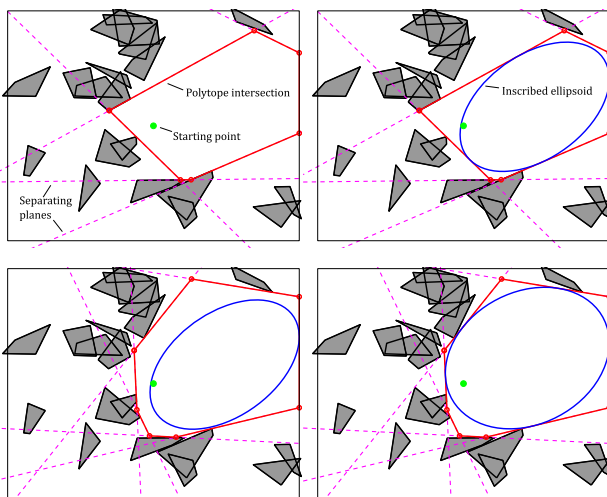 Polytope intersection
Starting point
Separating
planes
Inscribed ellipsoid